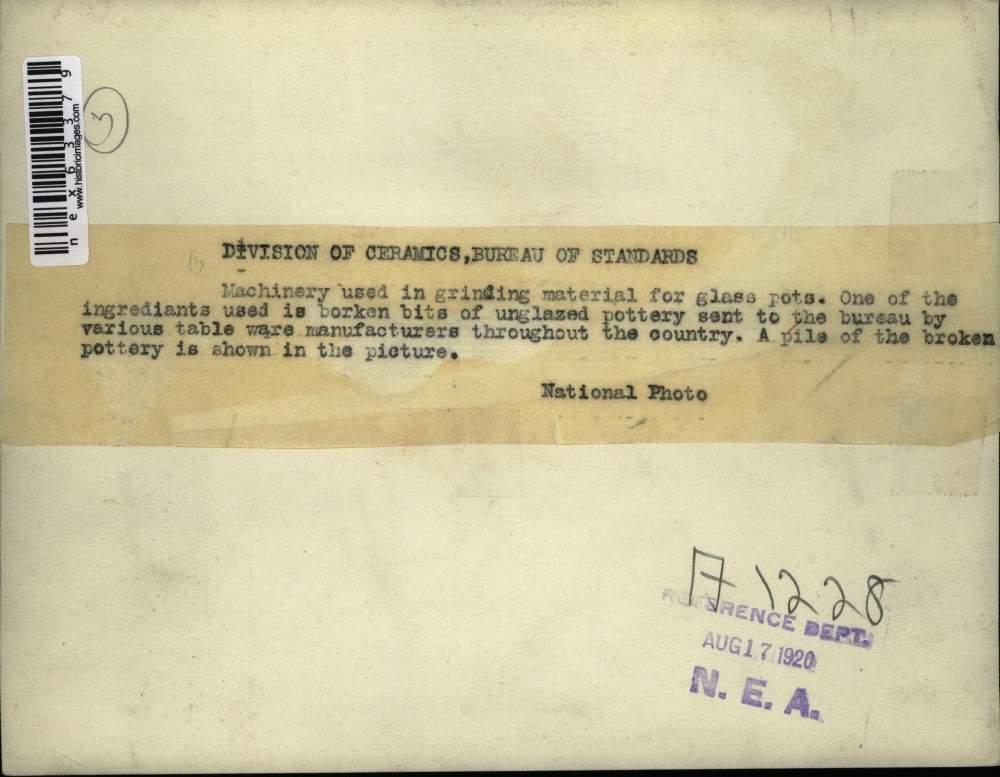 nex63379
www.historicimages.com
3
DIVISION OF CERAMICS,BUREAU OF STANDARDS
Machinery used in grinding material for glass pots. One of the
ingrediants used is borken bits of unglazed pottery sent to the bureau by
various table ware manufacturers throughout the country. A pile of the broken
pottery is shown in the picture.
National Photo
A 1228
REFERENCE DEPT.
AUG 17 1920
N. E. A.